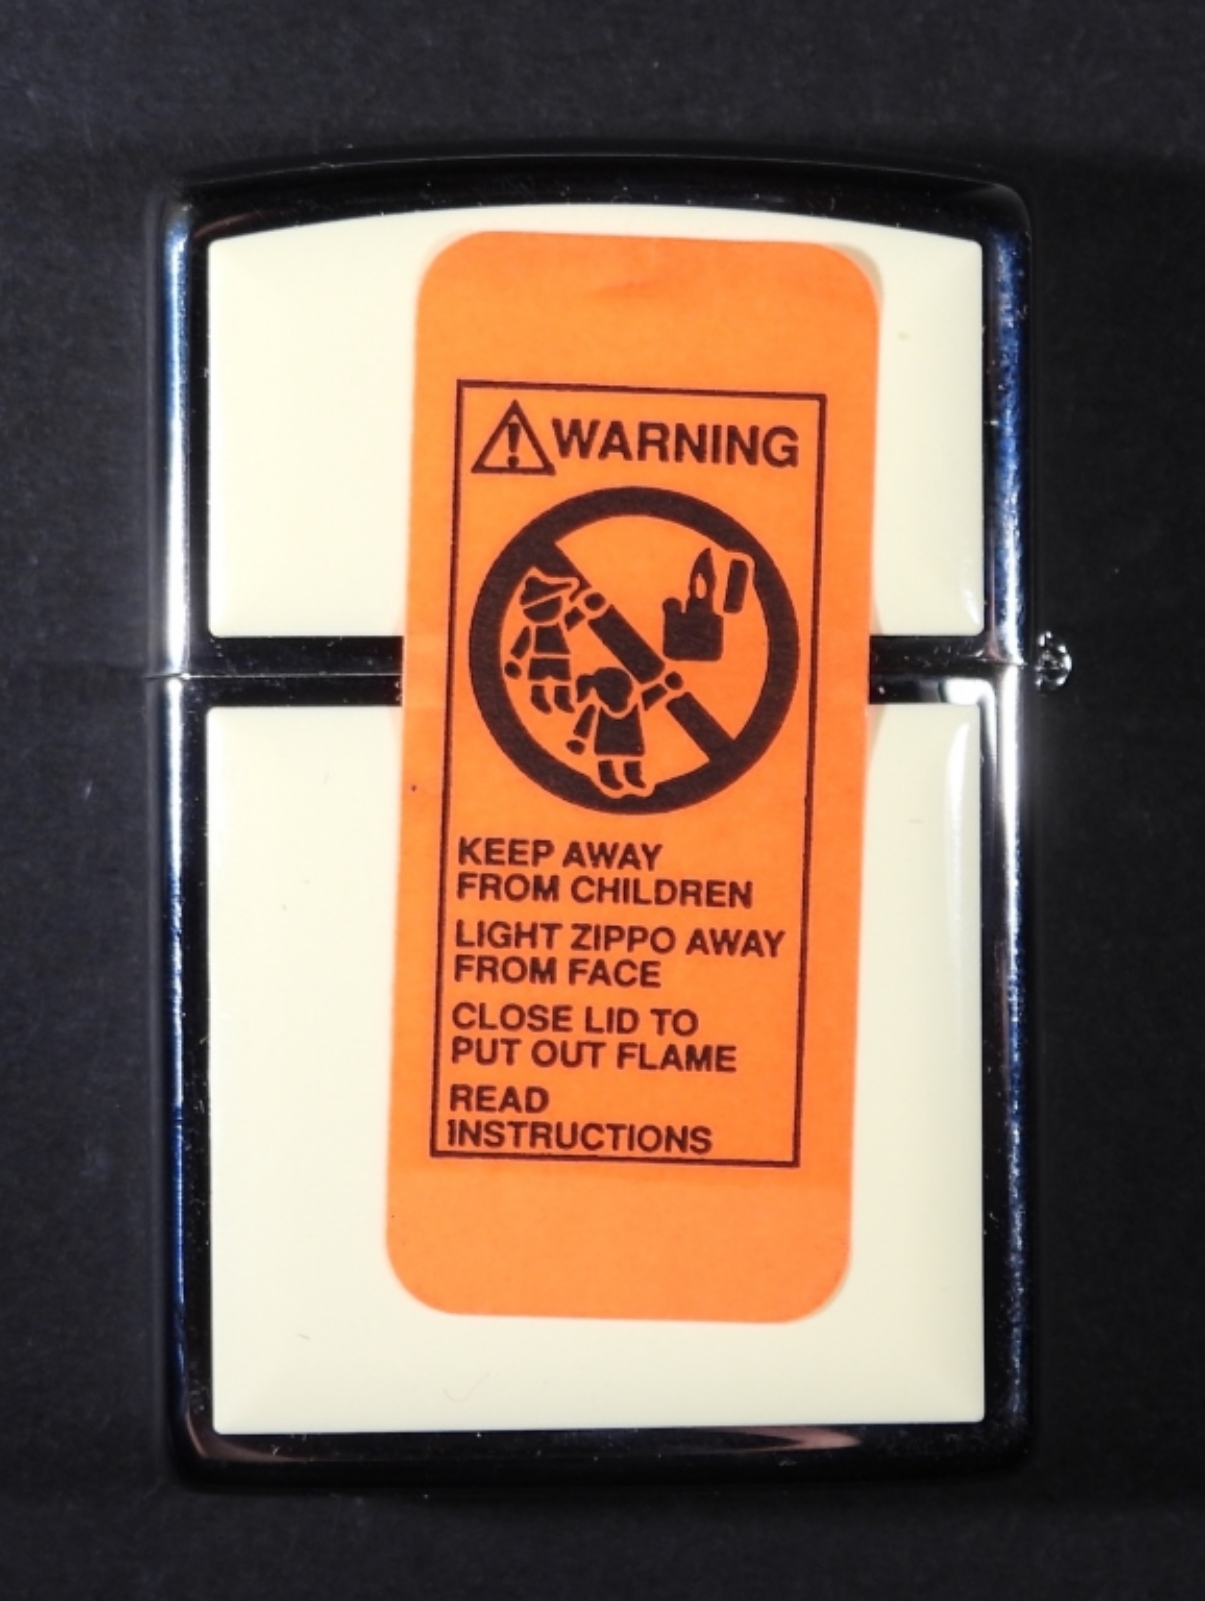 WARNING
KEEP AWAY
FROM CHILDREN
LIGHT ZIPPO AWAY
FROM FACE
CLOSE LID TO
PUT OUT FLAME
READ
INSTRUCTIONS